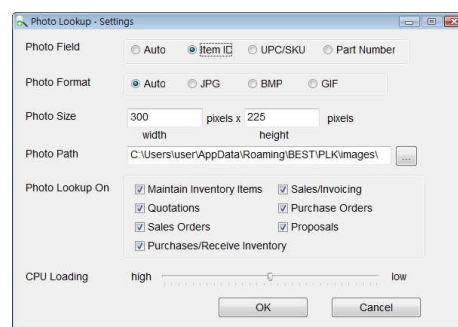 Photo Lookup - Settings
Photo Field Auto Item ID UPC/SKU Part Number
Photo Format Auto JPG BMP GIF
Photo Size 300 pixels x 225 pixels
width height
Photo Path C:\Users\user\AppData\Roaming\BEST\PLK\images\ ...
Photo Lookup On Maintain Inventory Items Sales/Invoicing
Quotations Purchase Orders
Sales Orders Proposals
Purchases/Receive Inventory
CPU Loading high low
OK Cancel